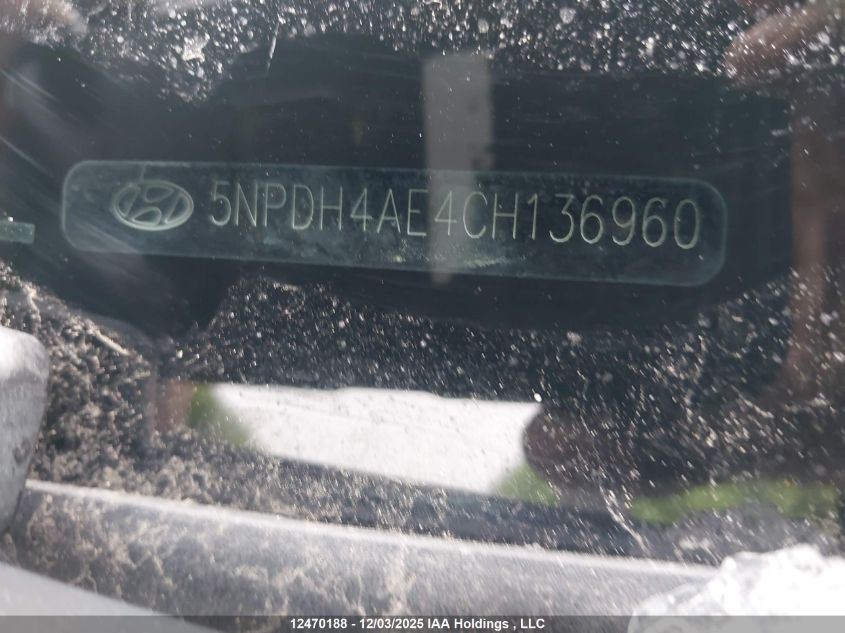 5NPDH4AE4CH136960
12470188 - 12/03/2025 IAA Holdings , LLC